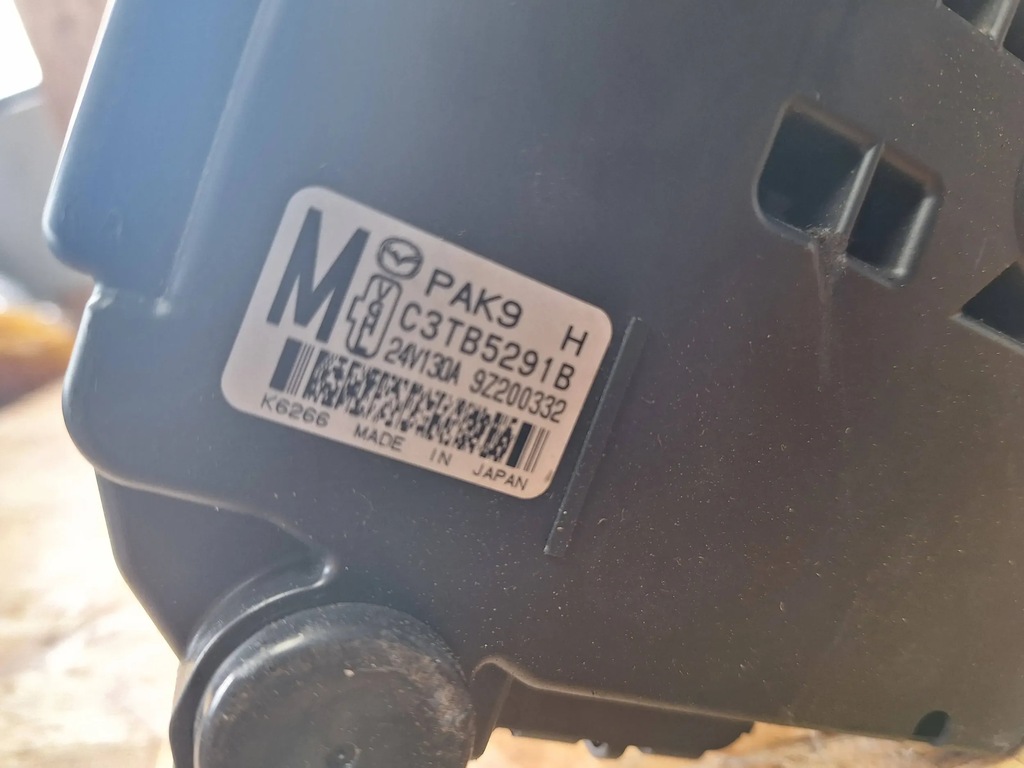 M
PAK9 H
C3TB5291B
24V130A 9Z200332
K6266 MADE IN JAPAN